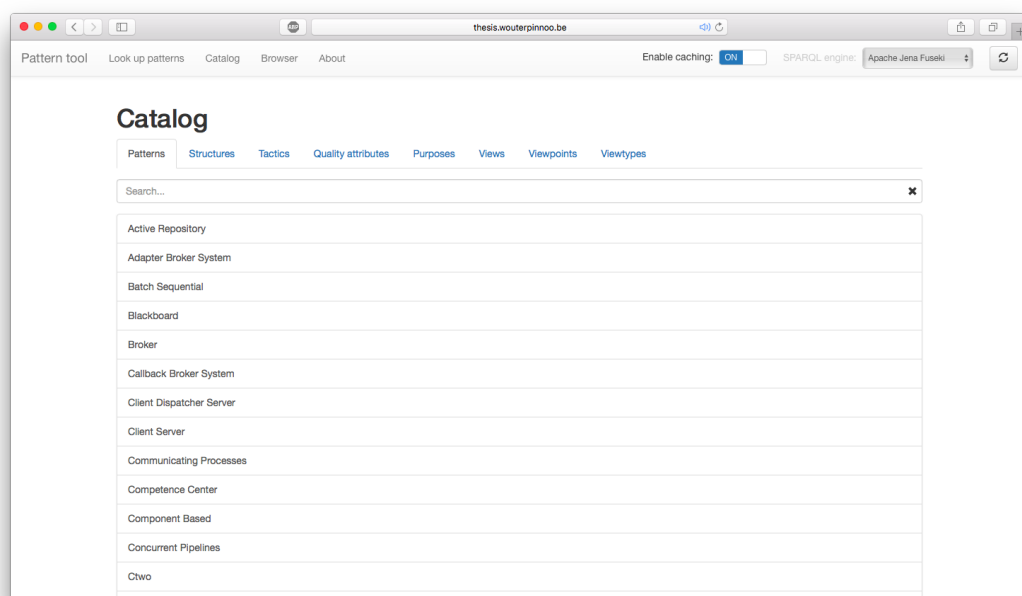 thesis.wouterpinnoo.be
Pattern tool Look up patterns Catalog Browser About Enable caching: ON SPARQL engine: Apache Jena Fuseki
Catalog
Patterns Structures Tactics Quality attributes Purposes Views Viewpoints Viewtypes
Search...
Active Repository
Adapter Broker System
Batch Sequential
Blackboard
Broker
Callback Broker System
Client Dispatcher Server
Client Server
Communicating Processes
Competence Center
Component Based
Concurrent Pipelines
Ctwo